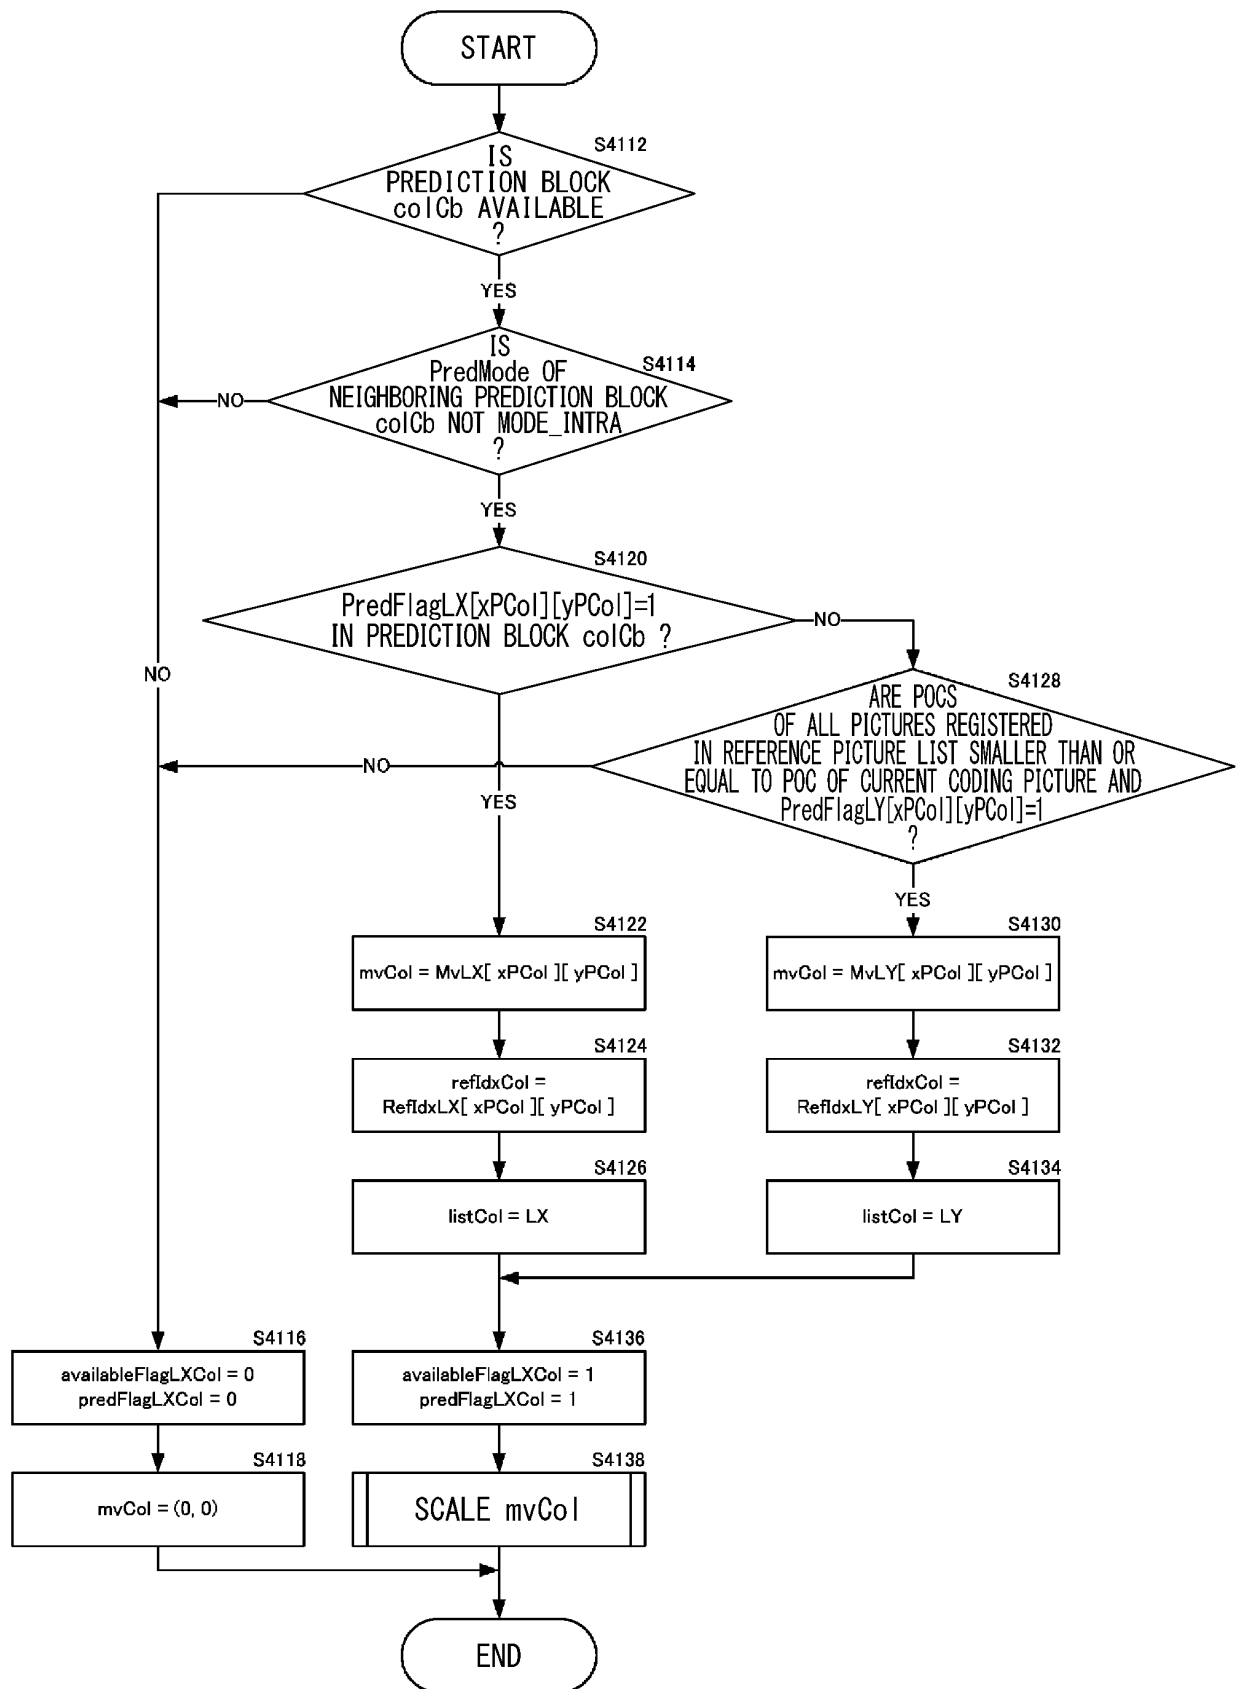 START
S4112
IS
PREDICTION BLOCK
colCb AVAILABLE
?
YES
S4114
IS
PredMode OF
NEIGHBORING PREDICTION BLOCK
colCb NOT MODE_INTRA
?
NO
YES
S4120
PredFlagLX[xPCol][yPCol]=1
IN PREDICTION BLOCK colCb ?
NO
NO
S4128
ARE POCS
OF ALL PICTURES REGISTERED
IN REFERENCE PICTURE LIST SMALLER THAN OR
EQUAL TO POC OF CURRENT CODING PICTURE AND
PredFlagLY[xPCol][yPCol]=1
?
NO
YES
YES
S4122
mvCol = MvLX[ xPCol ][ yPCol ]
S4130
mvCol = MvLY[ xPCol ][ yPCol ]
S4124
refIdxCol =
RefIdxLX[ xPCol ][ yPCol ]
S4132
refIdxCol =
RefIdxLY[ xPCol ][ yPCol ]
S4126
listCol = LX
S4134
listCol = LY
S4116
availableFlagLXCol = 0
predFlagLXCol = 0
S4136
availableFlagLXCol = 1
predFlagLXCol = 1
S4118
mvCol = (0, 0)
S4138
SCALE mvCol
END